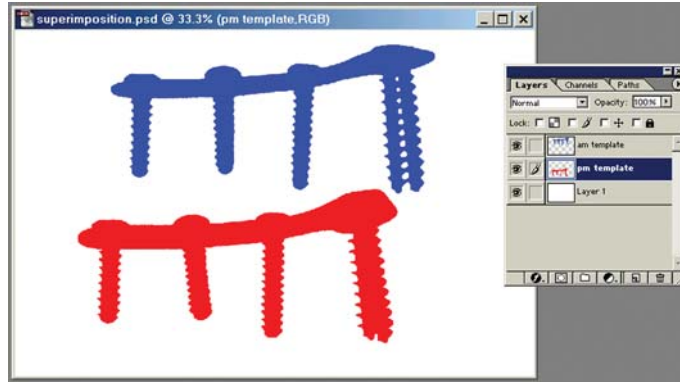 superimposition.psd @ 33.3% (pm template,RGB)
Layers Channels Paths
Normal Opacity: 100%
Lock:
am template
pm template
Layer 1